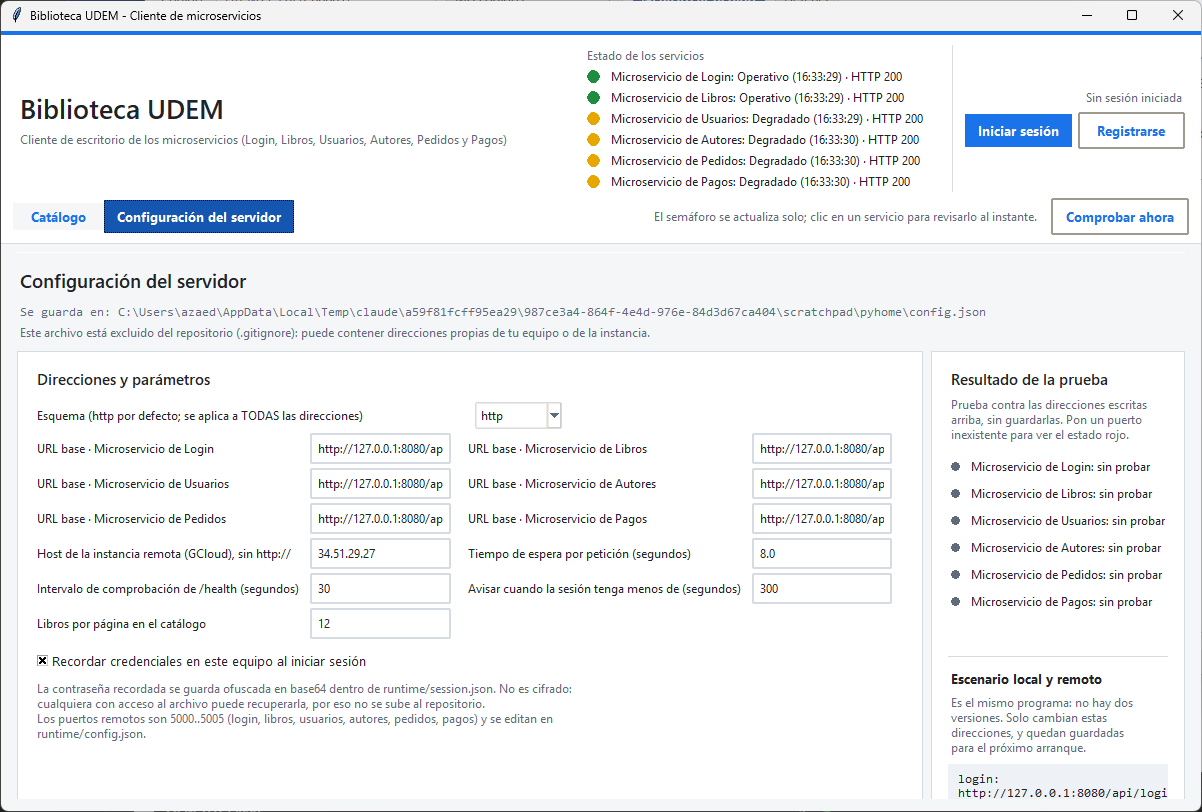 Biblioteca UDEM - Cliente de microservicios
Estado de los servicios
Microservicio de Login: Operativo (16:33:29) · HTTP 200
Microservicio de Libros: Operativo (16:33:29) · HTTP 200
Microservicio de Usuarios: Degradado (16:33:29) · HTTP 200
Microservicio de Autores: Degradado (16:33:30) · HTTP 200
Microservicio de Pedidos: Degradado (16:33:30) · HTTP 200
Microservicio de Pagos: Degradado (16:33:30) · HTTP 200
Biblioteca UDEM
Cliente de escritorio de los microservicios (Login, Libros, Usuarios, Autores, Pedidos y Pagos)
Sin sesión iniciada
Iniciar sesión
Registrarse
Catálogo
Configuración del servidor
El semáforo se actualiza solo; clic en un servicio para revisarlo al instante.
Comprobar ahora
Configuración del servidor
Se guarda en: C:\Users\azaed\AppData\Local\Temp\claude\a59f81fcff95ea29\987ce3a4-864f-4e4d-976e-84d3d67ca404\scratchpad\pyhome\config.json
Este archivo está excluido del repositorio (.gitignore): puede contener direcciones propias de tu equipo o de la instancia.
Direcciones y parámetros
Esquema (http por defecto; se aplica a TODAS las direcciones)
http
URL base · Microservicio de Login
http://127.0.0.1:8080/ap
URL base · Microservicio de Libros
http://127.0.0.1:8080/ap
URL base · Microservicio de Usuarios
http://127.0.0.1:8080/ap
URL base · Microservicio de Autores
http://127.0.0.1:8080/ap
URL base · Microservicio de Pedidos
http://127.0.0.1:8080/ap
URL base · Microservicio de Pagos
http://127.0.0.1:8080/ap
Host de la instancia remota (GCloud), sin http://
34.51.29.27
Tiempo de espera por petición (segundos)
8.0
Intervalo de comprobación de /health (segundos)
30
Avisar cuando la sesión tenga menos de (segundos)
300
Libros por página en el catálogo
12
Recordar credenciales en este equipo al iniciar sesión
La contraseña recordada se guarda ofuscada en base64 dentro de runtime/session.json. No es cifrado:
cualquiera con acceso al archivo puede recuperarla, por eso no se sube al repositorio.
Los puertos remotos son 5000..5005 (login, libros, usuarios, autores, pedidos, pagos) y se editan en
runtime/config.json.
Resultado de la prueba
Prueba contra las direcciones escritas
arriba, sin guardarlas. Pon un puerto
inexistente para ver el estado rojo.
Microservicio de Login: sin probar
Microservicio de Libros: sin probar
Microservicio de Usuarios: sin probar
Microservicio de Autores: sin probar
Microservicio de Pedidos: sin probar
Microservicio de Pagos: sin probar
Escenario local y remoto
Es el mismo programa: no hay dos
versiones. Solo cambian estas
direcciones, y quedan guardadas
para el próximo arranque.
login:
http://127.0.0.1:8080/api/logi